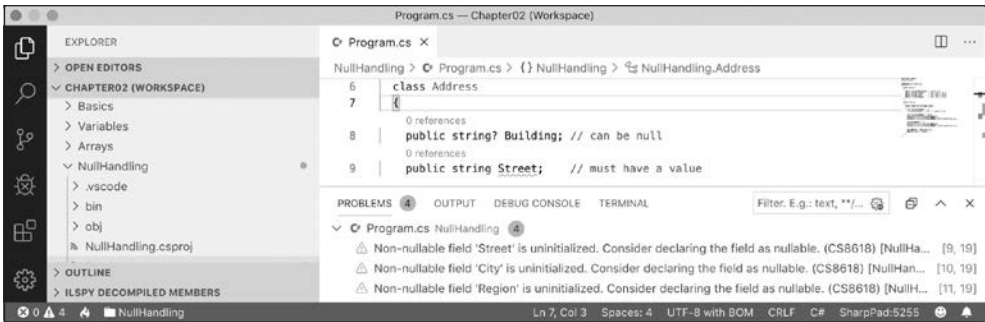 Program.cs — Chapter02 (Workspace)
EXPLORER
> OPEN EDITORS
CHAPTER02 (WORKSPACE)
> Basics
> Variables
> Arrays
NullHandling
> .vscode
> bin
> obj
NullHandling.csproj
> OUTLINE
> ILSPY DECOMPILED MEMBERS
Program.cs ×
NullHandling > Program.cs > {} NullHandling > NullHandling.Address
6 class Address
7 {
0 references
8 public string? Building; // can be null
0 references
9 public string Street; // must have a value
PROBLEMS 4 OUTPUT DEBUG CONSOLE TERMINAL Filter. E.g.: text, **/...
Program.cs NullHandling 4
Non-nullable field 'Street' is uninitialized. Consider declaring the field as nullable. (CS8618) [NullHa... [9, 19]
Non-nullable field 'City' is uninitialized. Consider declaring the field as nullable. (CS8618) [NullHan... [10, 19]
Non-nullable field 'Region' is uninitialized. Consider declaring the field as nullable. (CS8618) [NullH... [11, 19]
0 4 NullHandling Ln 7, Col 3 Spaces: 4 UTF-8 with BOM CRLF C# SharpPad:5255